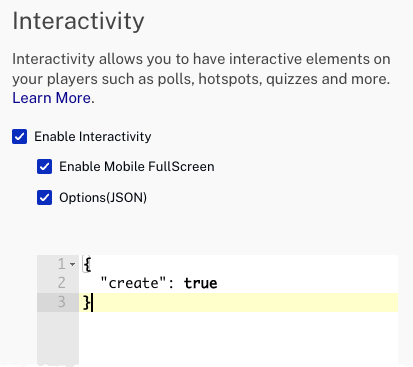 Interactivity
Interactivity allows you to have interactive elements on
your players such as polls, hotspots, quizzes and more.
Learn More.
Enable Interactivity
Enable Mobile FullScreen
Options(JSON)
1 {
2 "create": true
3 }